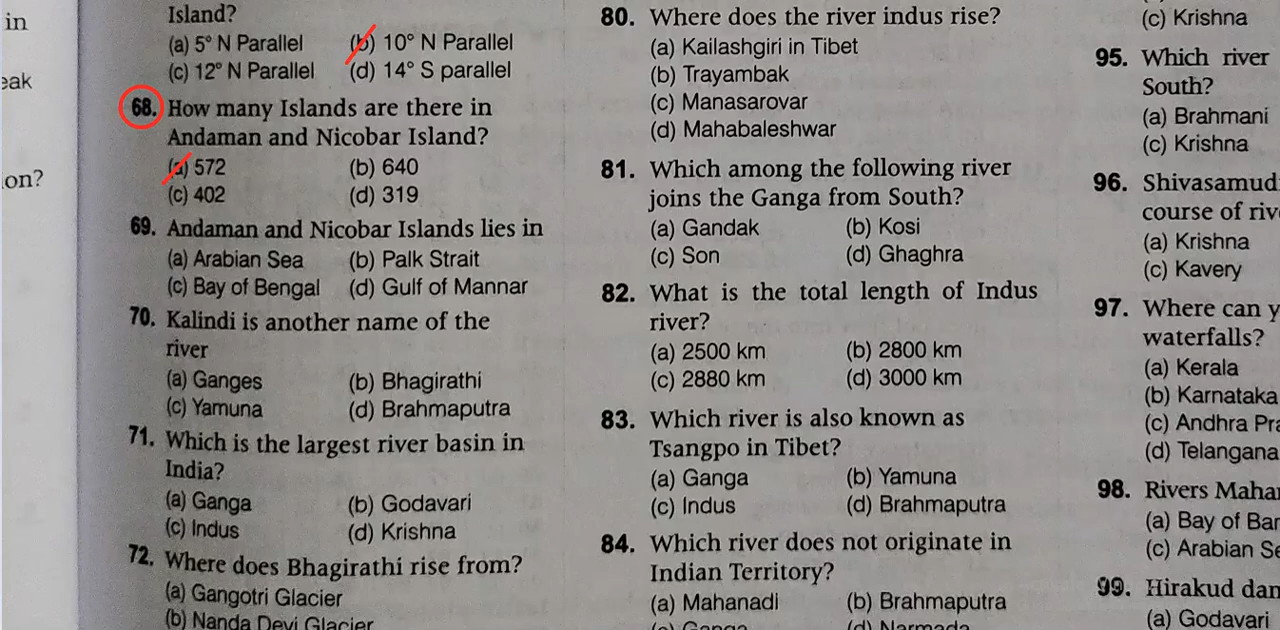 in
eak
on?
Island?
(a) 5° N Parallel (b) 10° N Parallel
(c) 12° N Parallel (d) 14° S parallel
68. How many Islands are there in
Andaman and Nicobar Island?
(a) 572 (b) 640
(c) 402 (d) 319
69. Andaman and Nicobar Islands lies in
(a) Arabian Sea (b) Palk Strait
(c) Bay of Bengal (d) Gulf of Mannar
70. Kalindi is another name of the
river
(a) Ganges (b) Bhagirathi
(c) Yamuna (d) Brahmaputra
71. Which is the largest river basin in
India?
(a) Ganga (b) Godavari
(c) Indus (d) Krishna
72. Where does Bhagirathi rise from?
(a) Gangotri Glacier
(b) Nanda Devi Glacier
80. Where does the river indus rise?
(a) Kailashgiri in Tibet
(b) Trayambak
(c) Manasarovar
(d) Mahabaleshwar
81. Which among the following river
joins the Ganga from South?
(a) Gandak (b) Kosi
(c) Son (d) Ghaghra
82. What is the total length of Indus
river?
(a) 2500 km (b) 2800 km
(c) 2880 km (d) 3000 km
83. Which river is also known as
Tsangpo in Tibet?
(a) Ganga (b) Yamuna
(c) Indus (d) Brahmaputra
84. Which river does not originate in
Indian Territory?
(a) Mahanadi (b) Brahmaputra
(c) Ganga (d) Narmada
(c) Krishna
95. Which river
South?
(a) Brahmani
(c) Krishna
96. Shivasamud
course of riv
(a) Krishna
(c) Kavery
97. Where can y
waterfalls?
(a) Kerala
(b) Karnataka
(c) Andhra Pra
(d) Telangana
98. Rivers Maha
(a) Bay of Ban
(c) Arabian Se
99. Hirakud dam
(a) Godavari